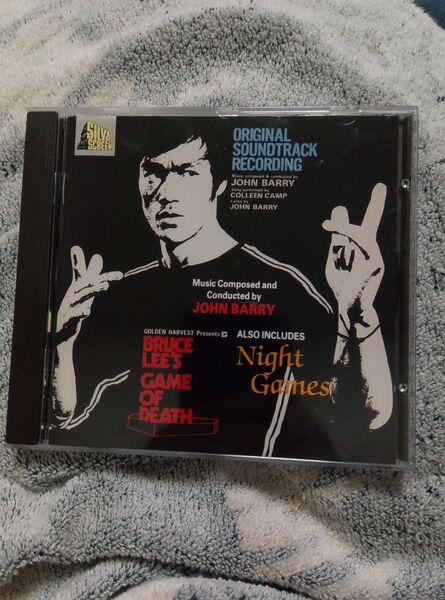 SILVA
SCREEN
ORIGINAL
SOUNDTRACK
RECORDING
Music composed & conducted by
JOHN BARRY
Song performed by
COLLEEN CAMP
Lyrics by
JOHN BARRY
Music Composed and
Conducted by
JOHN BARRY
GOLDEN HARVEST Presents
BRUCE
LEE'S
GAME
OF
DEATH
ALSO INCLUDES
Night
Games